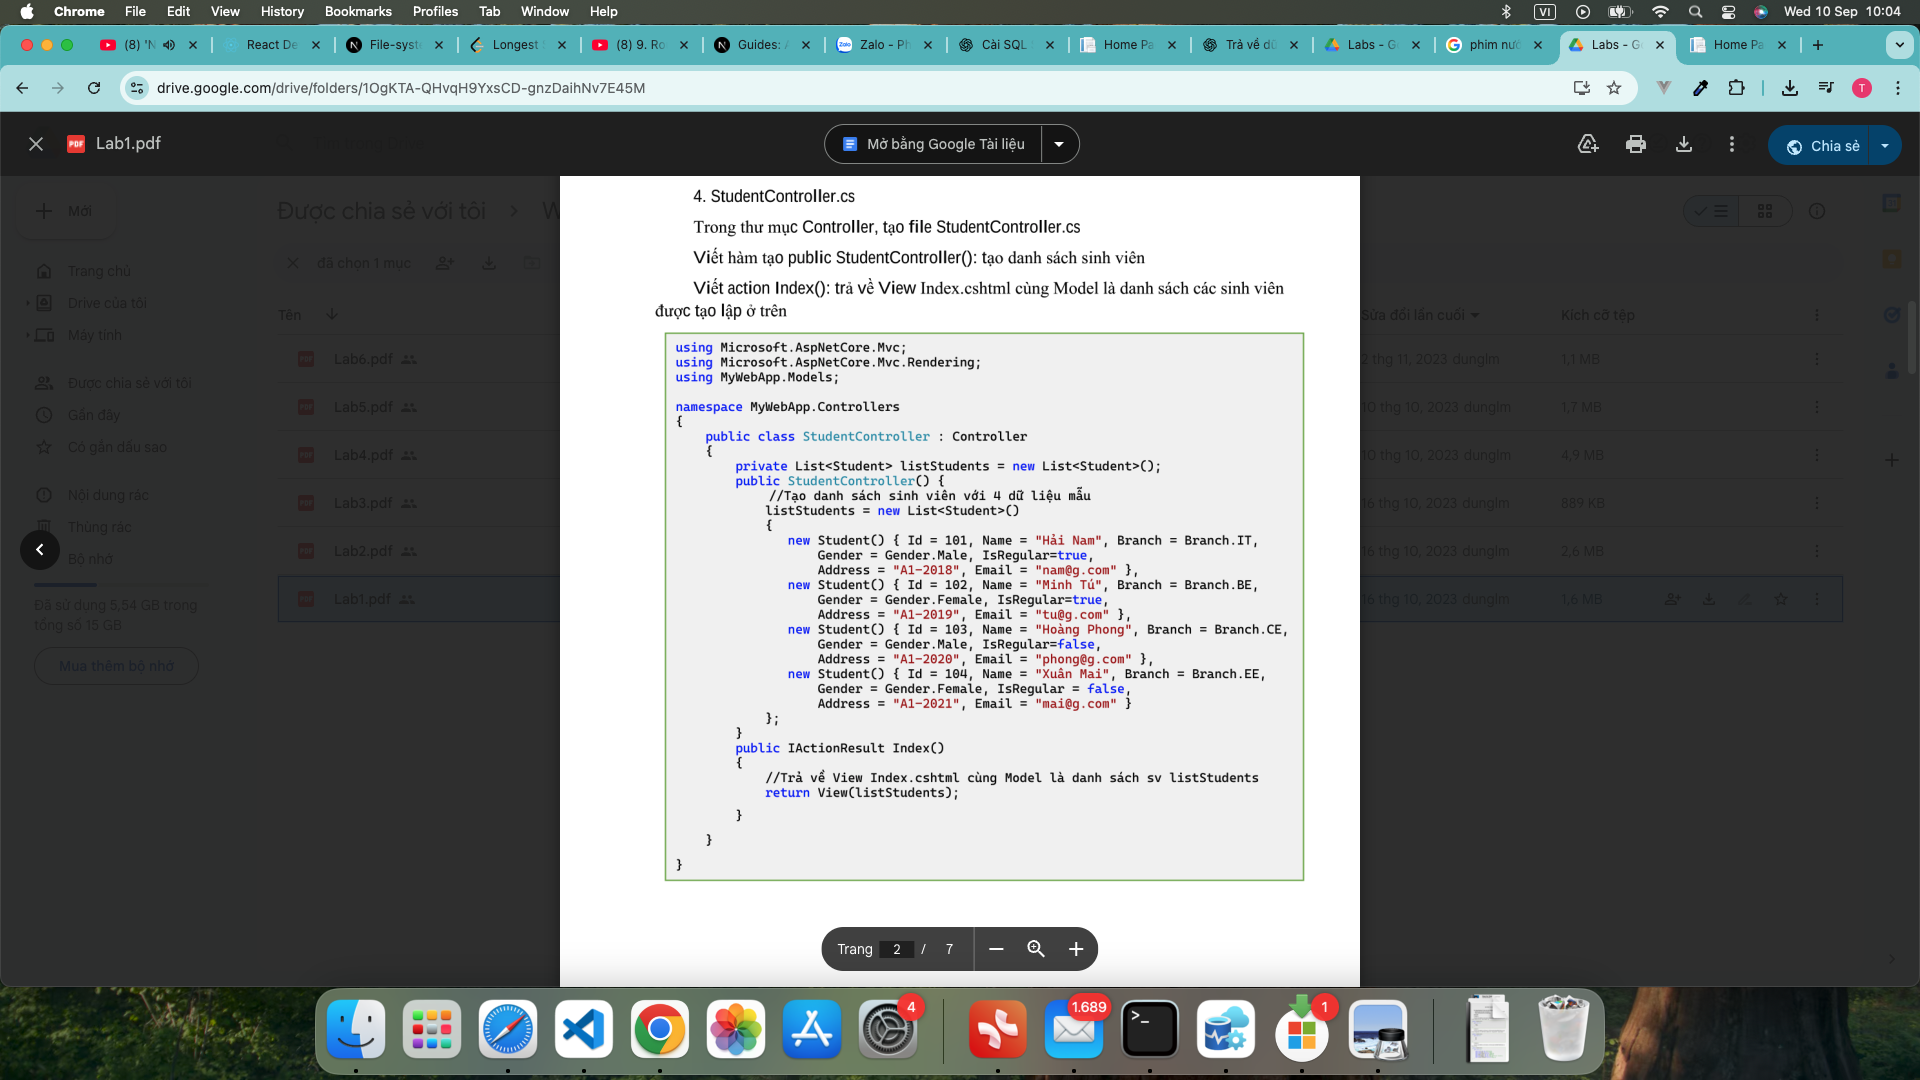 Chrome File Edit View History Bookmarks Profiles Tab Window Help VI Wed 10 Sep 10:04
(8) 'N React De File-syst Longest (8) 9. Ro Guides: Zalo - Ph Cài SQL Home Pa Trả về dữ Labs - G phim nướ Labs - G Home Pa
drive.google.com/drive/folders/1OgKTA-QHvqH9YxsCD-gnzDaihNv7E45M T
PDF Lab1.pdf Mở bằng Google Tài liệu Chia sẻ
Mới
Được chia sẻ với tôi > W
đã chọn 1 mục
Trang chủ
Drive của tôi
Máy tính
Được chia sẻ với tôi
Gần đây
Có gắn dấu sao
Nội dung rác
Thùng rác
Bộ nhớ
Đã sử dụng 5,54 GB trong
tổng số 15 GB
Mua thêm bộ nhớ
Tên Sửa đổi lần cuối Kích cỡ tệp
Lab6.pdf 2 thg 11, 2023 dunglm 1,1 MB
Lab5.pdf 10 thg 10, 2023 dunglm 1,7 MB
Lab4.pdf 10 thg 10, 2023 dunglm 4,9 MB
Lab3.pdf 16 thg 10, 2023 dunglm 889 KB
Lab2.pdf 16 thg 10, 2023 dunglm 2,6 MB
Lab1.pdf 16 thg 10, 2023 dunglm 1,6 MB
4. StudentController.cs
Trong thư mục Controller, tạo file StudentController.cs
Viết hàm tạo public StudentController(): tạo danh sách sinh viên
Viết action Index(): trả về View Index.cshtml cùng Model là danh sách các sinh viên
được tạo lập ở trên
using Microsoft.AspNetCore.Mvc;
using Microsoft.AspNetCore.Mvc.Rendering;
using MyWebApp.Models;
namespace MyWebApp.Controllers
{
public class StudentController : Controller
{
private List<Student> listStudents = new List<Student>();
public StudentController() {
//Tạo danh sách sinh viên với 4 dữ liệu mẫu
listStudents = new List<Student>()
{
new Student() { Id = 101, Name = "Hải Nam", Branch = Branch.IT,
Gender = Gender.Male, IsRegular=true,
Address = "A1-2018", Email = "nam@g.com" },
new Student() { Id = 102, Name = "Minh Tú", Branch = Branch.BE,
Gender = Gender.Female, IsRegular=true,
Address = "A1-2019", Email = "tu@g.com" },
new Student() { Id = 103, Name = "Hoàng Phong", Branch = Branch.CE,
Gender = Gender.Male, IsRegular=false,
Address = "A1-2020", Email = "phong@g.com" },
new Student() { Id = 104, Name = "Xuân Mai", Branch = Branch.EE,
Gender = Gender.Female, IsRegular = false,
Address = "A1-2021", Email = "mai@g.com" }
};
}
public IActionResult Index()
{
//Trả về View Index.cshtml cùng Model là danh sách sv listStudents
return View(listStudents);
}
}
}
Trang 2 / 7
4 1.689 1